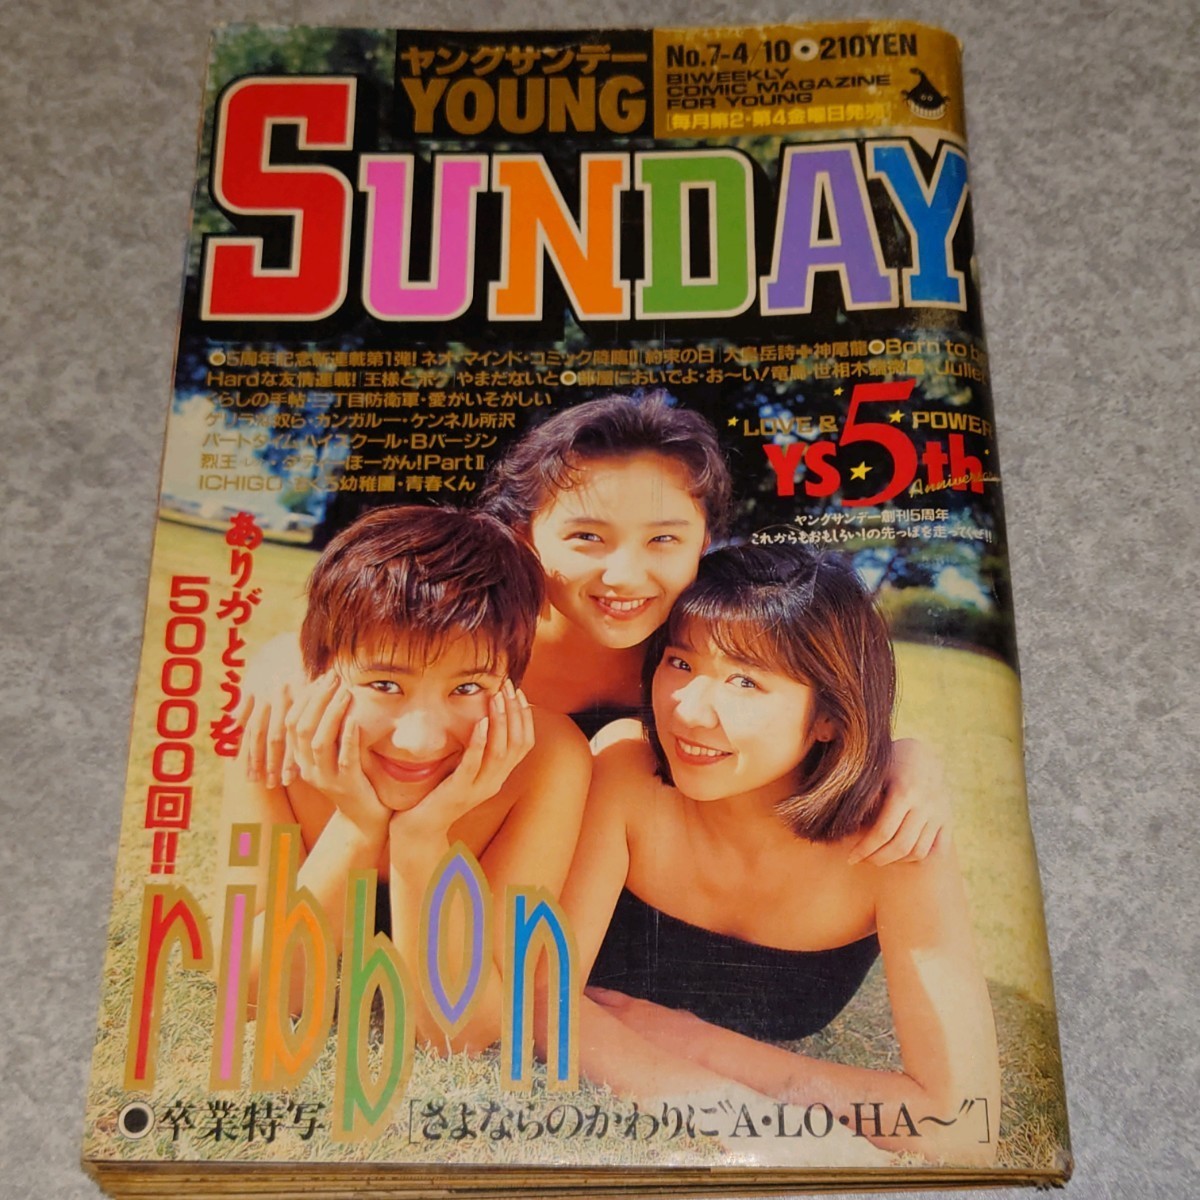 ヤングサンデー
YOUNG
SUNDAY
No.7-4/10 210YEN
BIWEEKLY
COMIC MAGAZINE
FOR YOUNG
[毎月第2・第4金曜日発売]
●5周年記念新連載第1弾!ネオ・マインド・コミック降臨!!「約束の日」大島岳詩+神尾龍●Born to be
Hardな友情連載!「王様とボク」やまだないと●部屋においでよ・お〜い!竜馬・世相木
くらしの手帖・三丁目防衛軍・愛がいそがしい
ゲリラな奴ら・カンガルー・ケンネル所沢
パートタイム・ハイスクール・Bバージン
烈王・ダディーぼーかん!PartⅡ
ICHIGO・さくら幼稚園・青春くん
LOVE & POWER
YS 5th
Anniversary
ヤングサンデー創刊5周年
これからもおもしろい!の先っぽを走ってくぜ!!
ありがとうを
50000回!!
ribbon
●卒業特写 [さよならのかわりに“A・LO・HA〜”]